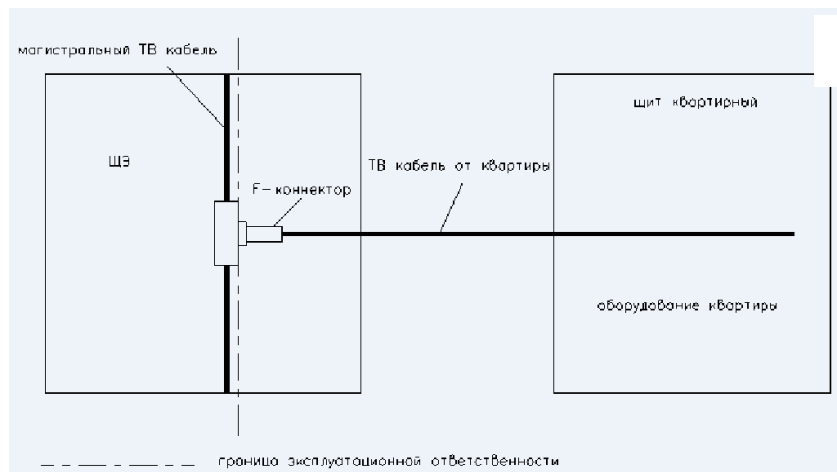 магистральный ТВ кабель
щит квартирный
ЩЭ
ТВ кабель от квартиры
F-коннектор
оборудование квартиры
граница эксплуатационной ответственности